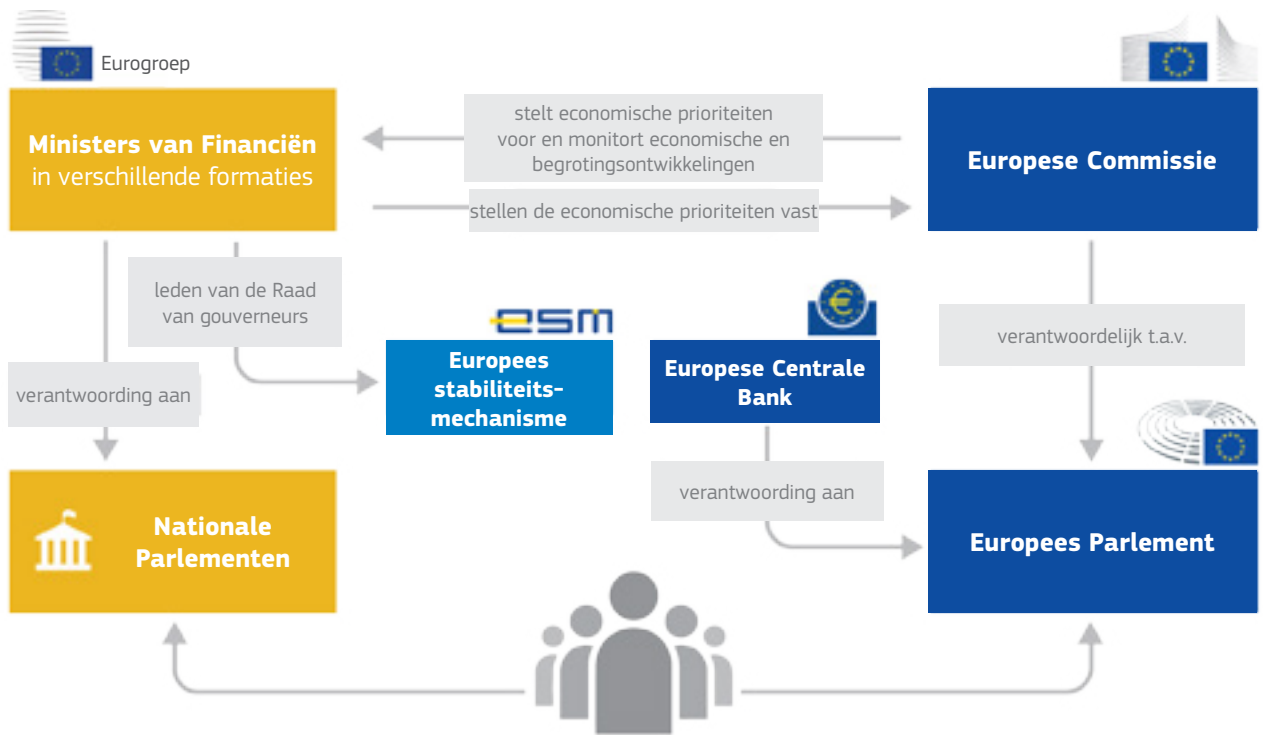 Eurogroep
Ministers van Financiën
in verschillende formaties
stelt economische prioriteiten
voor en monitort economische en
begrotingsontwikkelingen
Europese Commissie
stellen de economische prioriteiten vast
leden van de Raad
van gouverneurs
esm
Europees
stabiliteits-
mechanisme
Europese Centrale
Bank
verantwoordelijk t.a.v.
verantwoording aan
Nationale
Parlementen
verantwoording aan
Europees Parlement